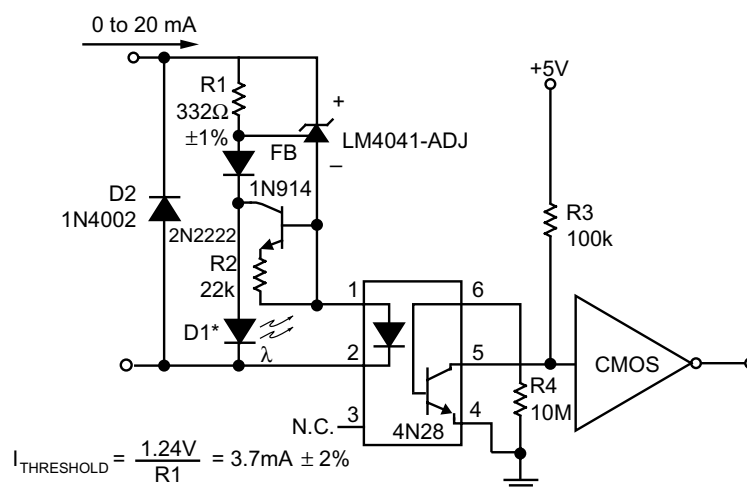 0 to 20 mA
R1
332Ω
±1%
+
LM4041-ADJ
–
FB
+5V
D2
1N4002
1N914
2N2222
R2
22k
R3
100k
D1*
λ
1
2
3
N.C.
6
5
4
4N28
R4
10M
CMOS
I THRESHOLD = 1.24V / R1 = 3.7mA ± 2%